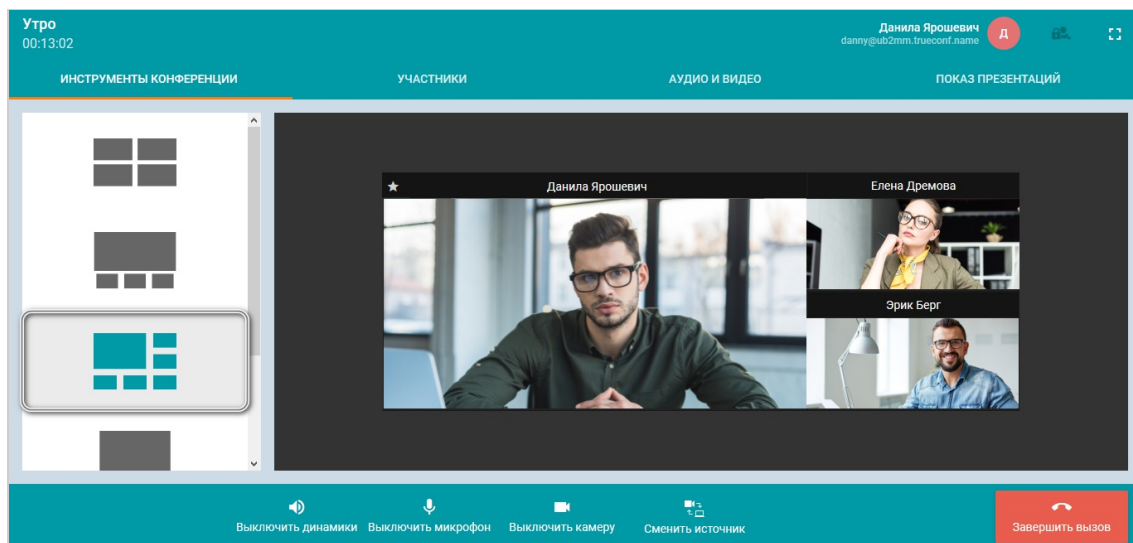 Утро
00:13:02
Данила Ярошевич
danny@ub2mm.trueconf.name
Д
ИНСТРУМЕНТЫ КОНФЕРЕНЦИИ
УЧАСТНИКИ
АУДИО И ВИДЕО
ПОКАЗ ПРЕЗЕНТАЦИЙ
Данила Ярошевич
Елена Дремова
Эрик Берг
Выключить динамики
Выключить микрофон
Выключить камеру
Сменить источник
Завершить вызов